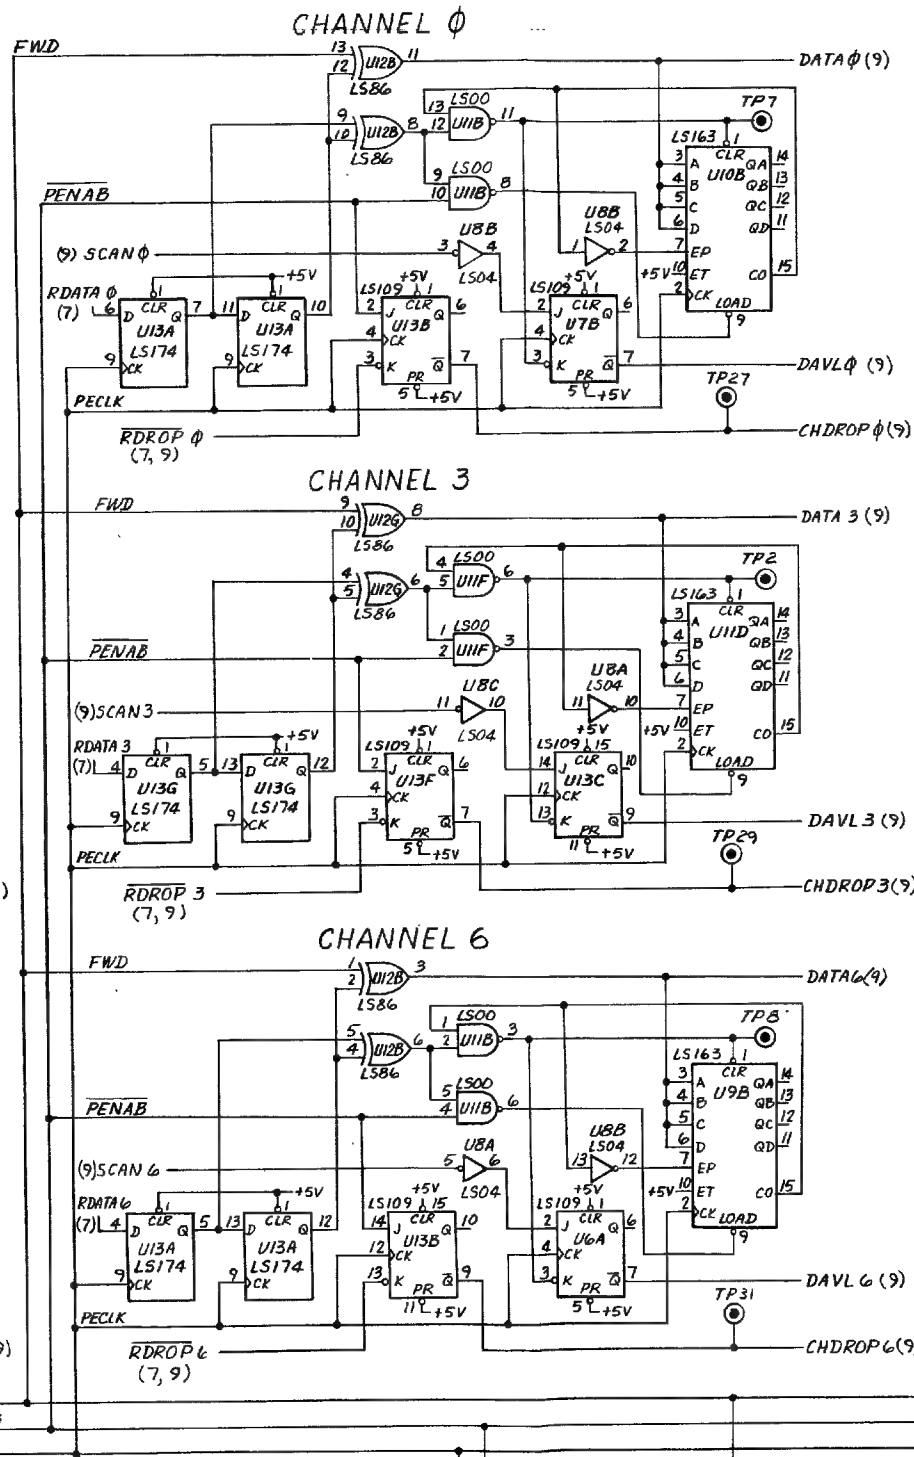 CHANNEL 0
FWD
13 12 U12B 11
LS86
DATA0 (9)
LS00
13 12 U11B 11
TP7
9 10 U12B 8
LS86
LS00
9 10 U11B 8
LS163 1
CLR
U10B
3 A QA 14
4 B QB 13
5 C QC 12
6 D QD 11
7 EP
+5V 10 ET CO 15
2 CK
LOAD
9
PENAB
U8B
(9) SCAN0 3 4
LS04
U8B
LS04
1 2
RDATA 0
(7) 6
1 +5V
CLR
D Q 7
U13A
LS174
9 CK
1
CLR
11 D Q 10
U13A
LS174
9 CK
+5V
LS109 1
CLR
2 J Q 6
U13B
4 CK
3 K Q 7
PR
5 +5V
+5V
LS109 1
CLR
2 J Q 6
U7B
4 CK
3 K Q 7
PR
5 +5V
DAVL0 (9)
TP27
PECLK
RDROP 0
(7, 9)
CHDROP0(9)
CHANNEL 3
FWD
9 10 U12G 8
LS86
DATA 3 (9)
LS00
4 5 U11F 6
TP2
4 5 U12G 6
LS86
LS00
1 2 U11F 3
LS163 1
CLR
U11D
3 A QA 14
4 B QB 13
5 C QC 12
6 D QD 11
7 EP
+5V 10 ET CO 15
2 CK
LOAD
9
PENAB
U8C
(9)SCAN3 11 10
LS04
U8A
LS04
11 10
RDATA 3
(7) 4
1 +5V
CLR
D Q 5
U13G
LS174
9 CK
1
CLR
13 D Q 12
U13G
LS174
9 CK
+5V
LS109 1
CLR
2 J Q 6
U13F
4 CK
3 K Q 7
PR
5 +5V
+5V
LS109 15
CLR
14 J Q 10
U13C
12 CK
13 K Q 9
PR
11 +5V
DAVL 3 (9)
TP29
PECLK
RDROP 3
(7, 9)
CHDROP3(9)
)
CHANNEL 6
FWD
1 2 U12B 3
LS86
DATA6(9)
LS00
1 2 U11B 3
TP8
5 4 U12B 6
LS86
LS00
5 4 U11B 6
LS163 1
CLR
U9B
3 A QA 14
4 B QB 13
5 C QC 12
6 D QD 11
7 EP
+5V 10 ET CO 15
2 CK
LOAD
9
PENAB
U8A
(9)SCAN6 5 6
LS04
U8B
LS04
13 12
RDATA6
(7) 4
1 +5V
CLR
D Q 5
U13A
LS174
9 CK
1
CLR
13 D Q 12
U13A
LS174
9 CK
+5V
LS109 15
CLR
14 J Q 10
U13B
12 CK
13 K Q 9
PR
11 +5V
+5V
LS109 1
CLR
2 J Q 6
U6A
4 CK
3 K Q 7
PR
5 +5V
DAVL 6 (9)
TP31
PECLK
RDROP 6
(7, 9)
CHDROP6(9
9)